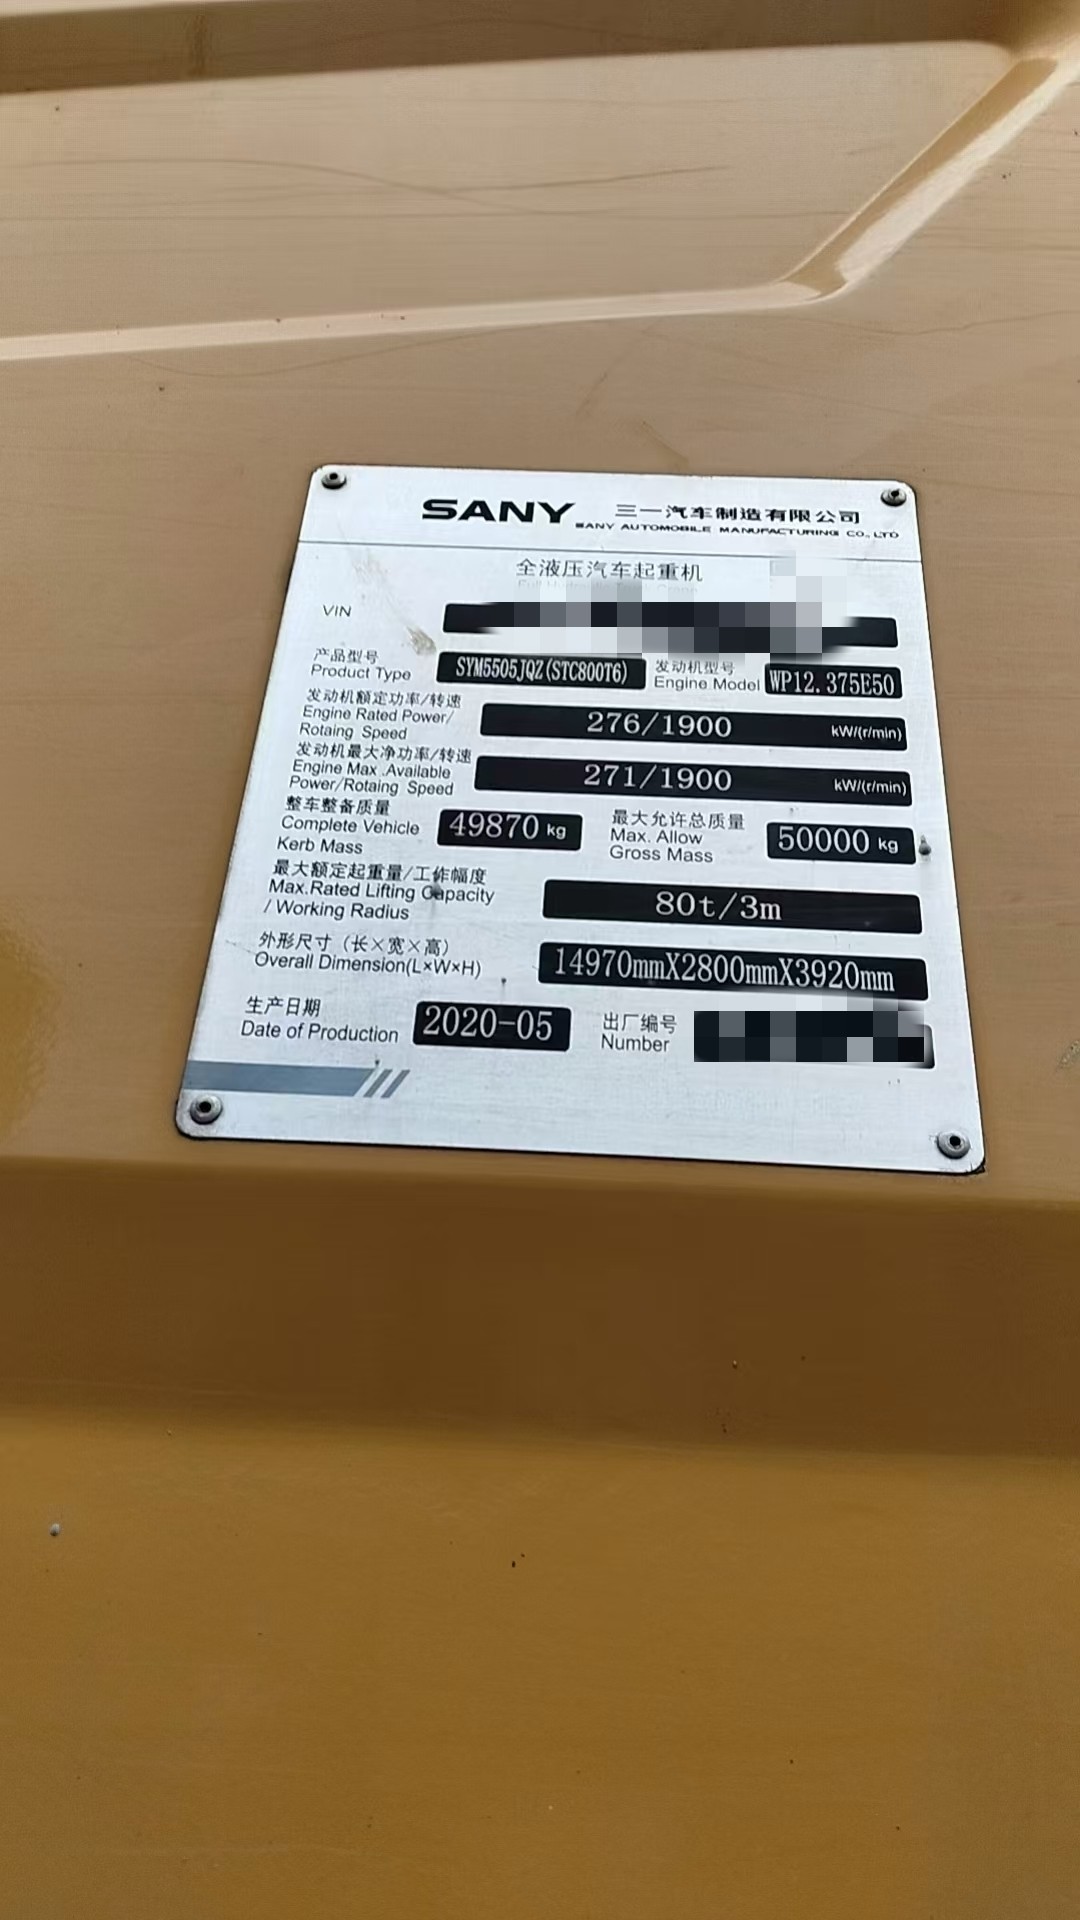 SANY 三一汽车制造有限公司
SANY AUTOMOBILE MANUFACTURING CO., LTD
全液压汽车起重机
VIN
产品型号 SYM5505JQZ(STC800T6) 发动机型号 WP12.375E50
Product Type Engine Model
发动机额定功率/转速
Engine Rated Power/ 276/1900 kW/(r/min)
Rotaing Speed
发动机最大净功率/转速
Engine Max .Available 271/1900 kW/(r/min)
Power/Rotaing Speed
整车整备质量 最大允许总质量
Complete Vehicle 49870 kg Max. Allow 50000 kg
Kerb Mass Gross Mass
最大额定起重量/工作幅度
Max.Rated Lifting Capacity 80t/3m
/ Working Radius
外形尺寸（长×宽×高）
Overall Dimension(L×W×H) 14970mmX2800mmX3920mm
生产日期 2020-05 出厂编号
Date of Production Number